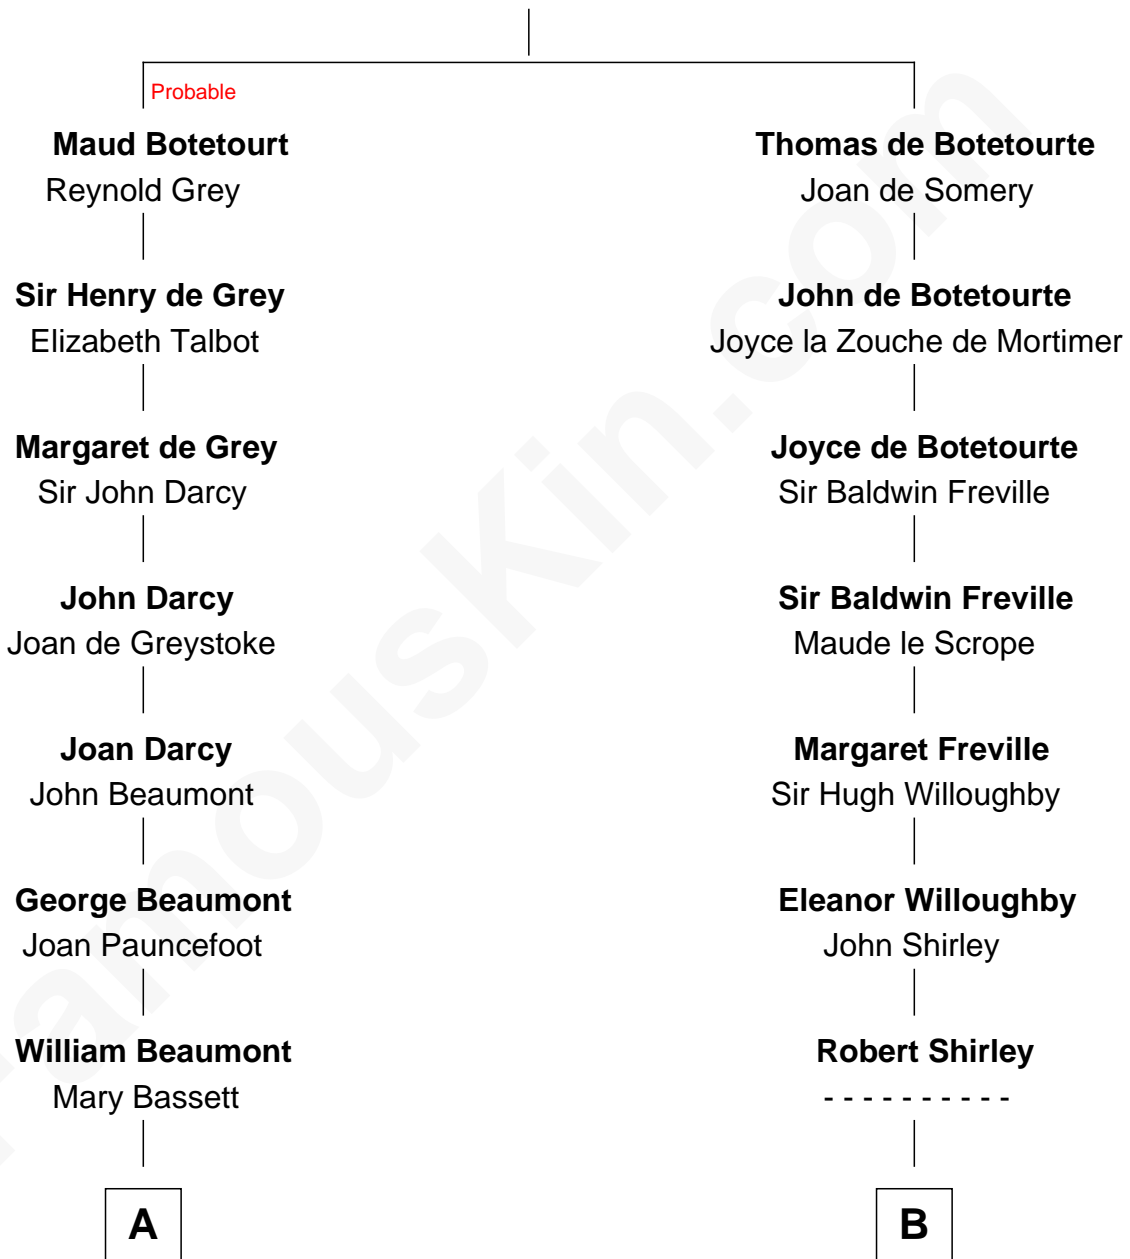 Probable
Maud Botetourt
Reynold Grey
Sir Henry de Grey
Elizabeth Talbot
Margaret de Grey
Sir John Darcy
John Darcy
Joan de Greystoke
Joan Darcy
John Beaumont
George Beaumont
Joan Pauncefoot
William Beaumont
Mary Bassett
A
Thomas de Botetourte
Joan de Somery
John de Botetourte
Joyce la Zouche de Mortimer
Joyce de Botetourte
Sir Baldwin Freville
Sir Baldwin Freville
Maude le Scrope
Margaret Freville
Sir Hugh Willoughby
Eleanor Willoughby
John Shirley
Robert Shirley
- - - - - - - - - -
B
FamousKin.com